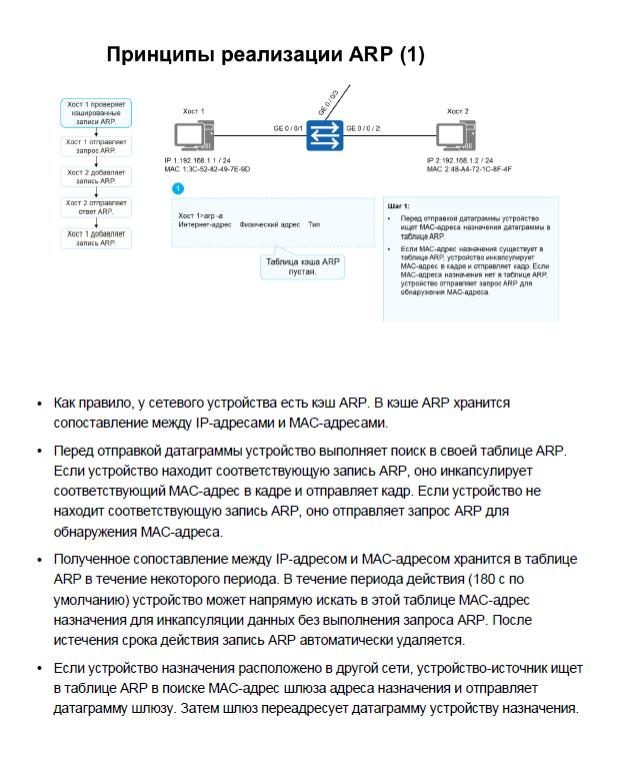 Принципы реализации ARP (1)
Хост 1 проверяет
кэшированные
записи ARP.
Хост 1 отправляет
запрос ARP.
Хост 2 добавляет
запись ARP.
Хост 2 отправляет
ответ ARP.
Хост 1 добавляет
запись ARP.
Хост 1
GE 0/0/3
Хост 2
GE 0 / 0/1
GE 0 / 0 / 2
IP 1:192.168.1.1 / 24
MAC 1:3C-52-82-49-7E-9D
IP 2:192.168.1.2 / 24
MAC 2:48-A4-72-1C-8F-4F
1
Хост 1>arp -a
Интернет-адрес Физический адрес Тип
Таблица кэша ARP
пустая.
Шаг 1:
• Перед отправкой датаграммы устройство
ищет MAC-адреса назначения датаграммы в
таблице ARP.
• Если MAC-адрес назначения существует в
таблице ARP, устройство инкапсулирует
MAC-адрес в кадре и отправляет кадр. Если
MAC-адреса назначения нет в таблице ARP,
устройство отправляет запрос ARP для
обнаружения MAC-адреса.
• Как правило, у сетевого устройства есть кэш ARP. В кэше ARP хранится
сопоставление между IP-адресами и MAC-адресами.
• Перед отправкой датаграммы устройство выполняет поиск в своей таблице ARP.
Если устройство находит соответствующую запись ARP, оно инкапсулирует
соответствующий MAC-адрес в кадре и отправляет кадр. Если устройство не
находит соответствующую запись ARP, оно отправляет запрос ARP для
обнаружения MAC-адреса.
• Полученное сопоставление между IP-адресом и MAC-адресом хранится в таблице
ARP в течение некоторого периода. В течение периода действия (180 с по
умолчанию) устройство может напрямую искать в этой таблице MAC-адрес
назначения для инкапсуляции данных без выполнения запроса ARP. После
истечения срока действия запись ARP автоматически удаляется.
• Если устройство назначения расположено в другой сети, устройство-источник ищет
в таблице ARP в поиске MAC-адрес шлюза адреса назначения и отправляет
датаграмму шлюзу. Затем шлюз переадресует датаграмму устройству назначения.